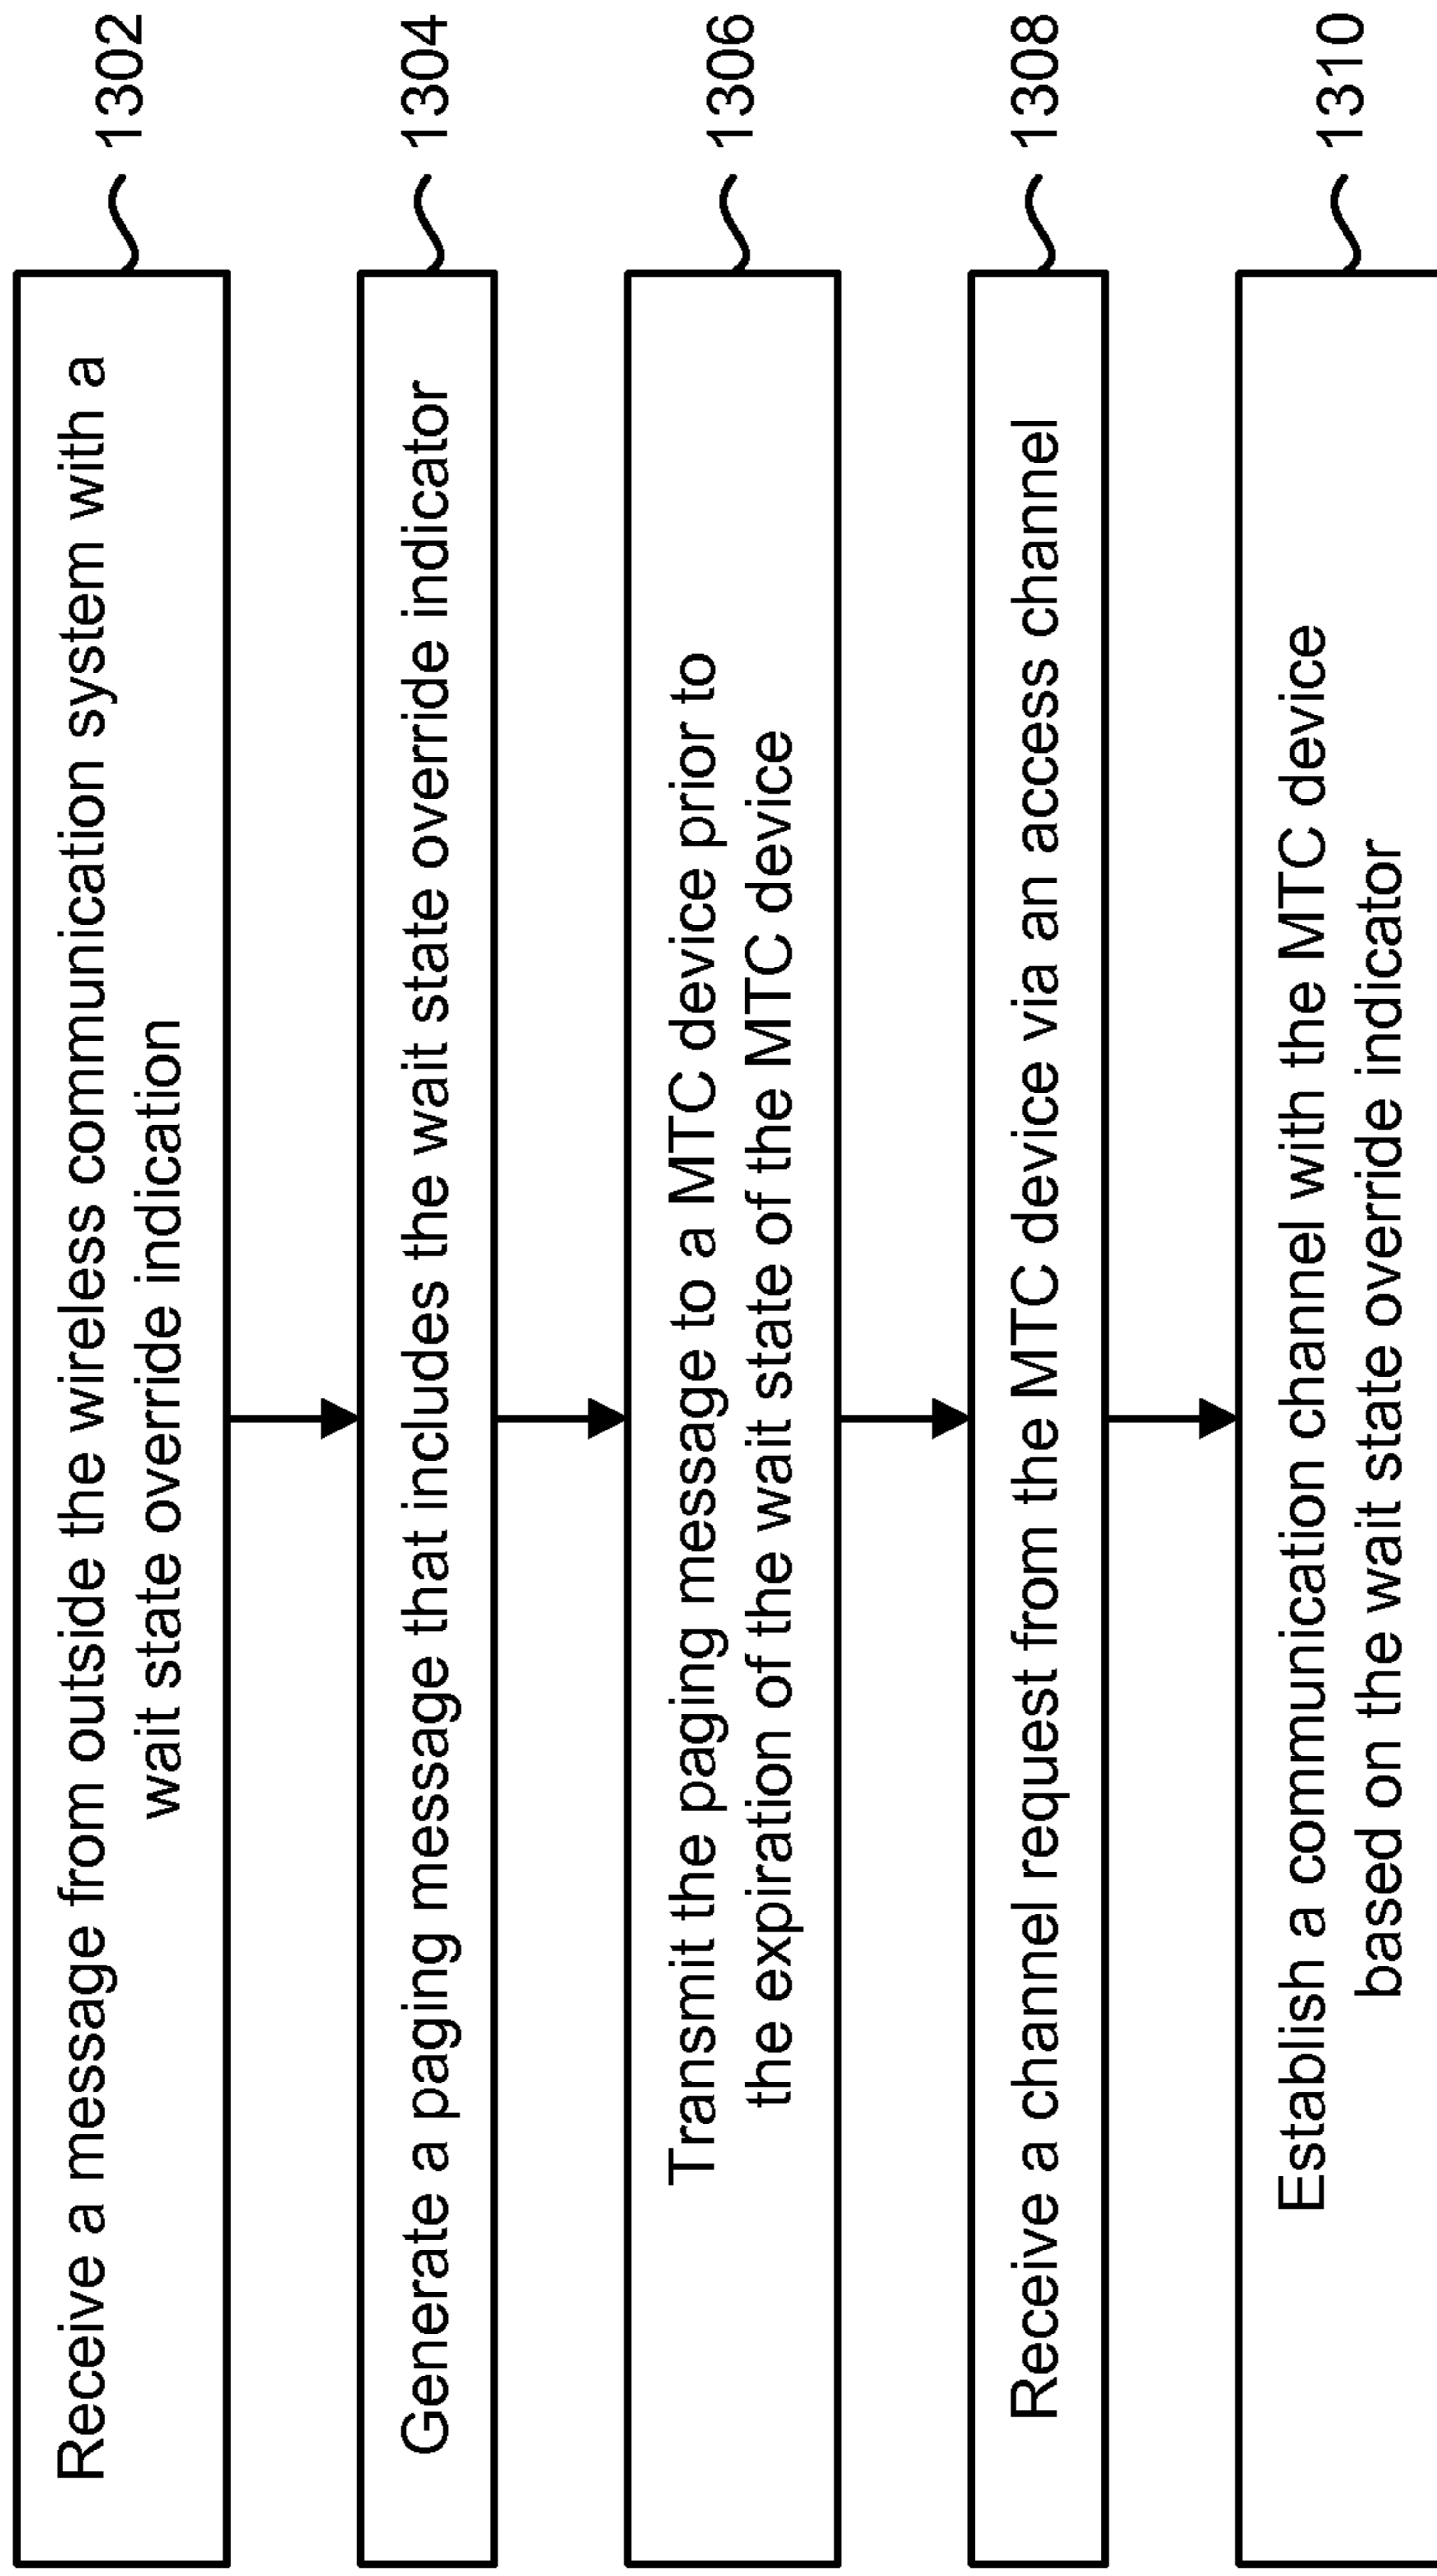 Receive a message from outside the wireless communication system with a
wait state override indication
1302
Generate a paging message that includes the wait state override indicator
1304
Transmit the paging message to a MTC device prior to
the expiration of the wait state of the MTC device
1306
Receive a channel request from the MTC device via an access channel
1308
Establish a communication channel with the MTC device
based on the wait state override indicator
1310